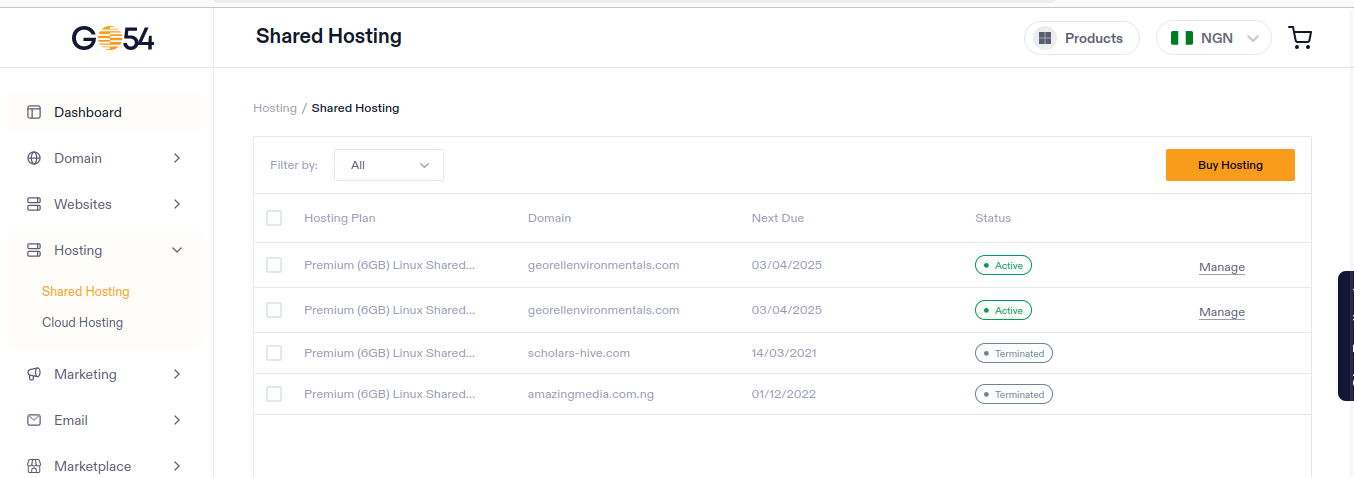 GO54
Shared Hosting
Products
NGN
Dashboard
Domain
Websites
Hosting
Shared Hosting
Cloud Hosting
Marketing
Email
Marketplace
Hosting / Shared Hosting
Filter by: All
Buy Hosting
Hosting Plan Domain Next Due Status
Premium (6GB) Linux Shared... georellenvironmentals.com 03/04/2025 Active Manage
Premium (6GB) Linux Shared... georellenvironmentals.com 03/04/2025 Active Manage
Premium (6GB) Linux Shared... scholars-hive.com 14/03/2021 Terminated
Premium (6GB) Linux Shared... amazingmedia.com.ng 01/12/2022 Terminated